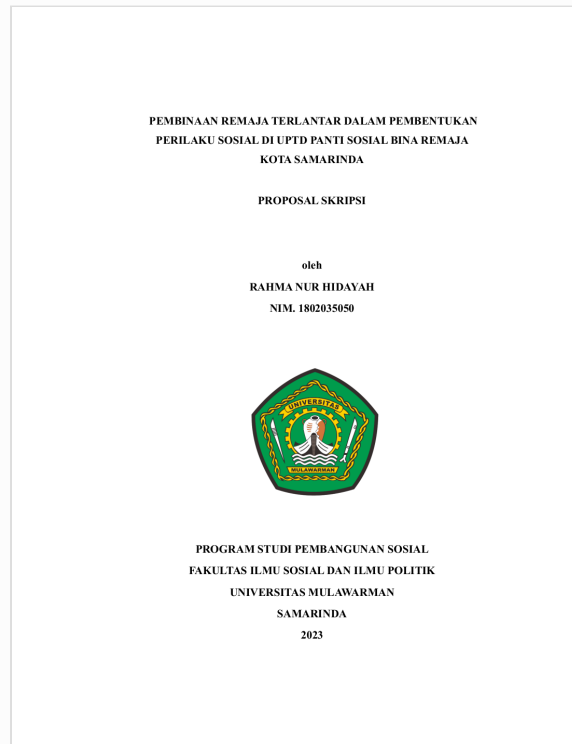 PEMBINAAN REMAJA TERLANTAR DALAM PEMBENTUKAN
PERILAKU SOSIAL DI UPTD PANTI SOSIAL BINA REMAJA
KOTA SAMARINDA
PROPOSAL SKRIPSI
oleh
RAHMA NUR HIDAYAH
NIM. 1802035050
UNIVERSITAS
MULAWARMAN
PROGRAM STUDI PEMBANGUNAN SOSIAL
FAKULTAS ILMU SOSIAL DAN ILMU POLITIK
UNIVERSITAS MULAWARMAN
SAMARINDA
2023